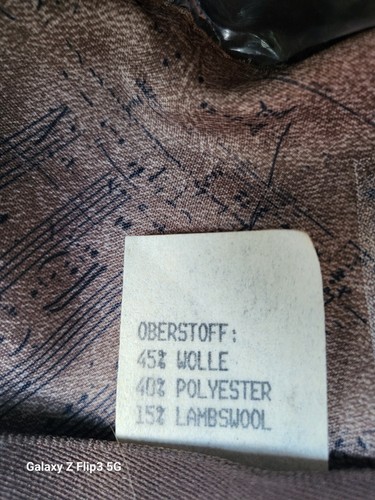 OBERSTOFF:
45% WOLLE
40% POLYESTER
15% LAMBSWOOL
Galaxy Z Flip3 5G